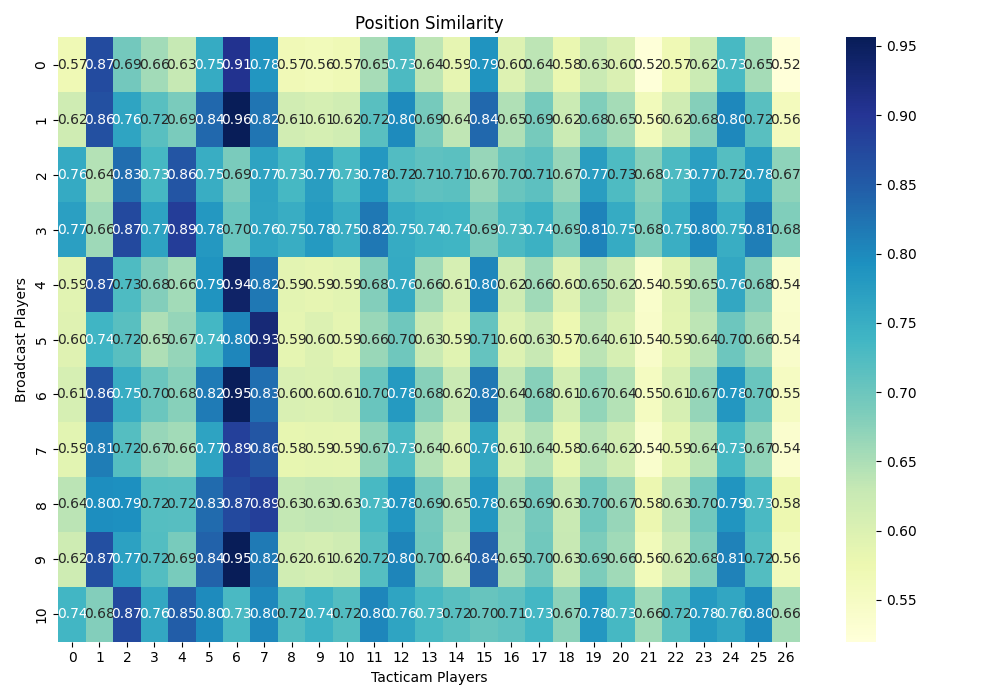 Position Similarity
0 0.57 0.87 0.69 0.66 0.63 0.75 0.91 0.78 0.57 0.56 0.57 0.65 0.73 0.64 0.59 0.79 0.60 0.64 0.58 0.63 0.60 0.52 0.57 0.62 0.73 0.65 0.52
1 0.62 0.86 0.76 0.72 0.69 0.84 0.96 0.82 0.61 0.61 0.62 0.72 0.80 0.69 0.64 0.84 0.65 0.69 0.62 0.68 0.65 0.56 0.62 0.68 0.80 0.72 0.56
2 0.76 0.64 0.83 0.73 0.86 0.75 0.69 0.77 0.73 0.77 0.73 0.78 0.72 0.71 0.71 0.67 0.70 0.71 0.67 0.77 0.73 0.68 0.73 0.77 0.72 0.78 0.67
3 0.77 0.66 0.87 0.77 0.89 0.78 0.70 0.76 0.75 0.78 0.75 0.82 0.75 0.74 0.74 0.69 0.73 0.74 0.69 0.81 0.75 0.68 0.75 0.80 0.75 0.81 0.68
4 0.59 0.87 0.73 0.68 0.66 0.79 0.94 0.82 0.59 0.59 0.59 0.68 0.76 0.66 0.61 0.80 0.62 0.66 0.60 0.65 0.62 0.54 0.59 0.65 0.76 0.68 0.54
5 0.60 0.74 0.72 0.65 0.67 0.74 0.80 0.93 0.59 0.60 0.59 0.66 0.70 0.63 0.59 0.71 0.60 0.63 0.57 0.64 0.61 0.54 0.59 0.64 0.70 0.66 0.54
6 0.61 0.86 0.75 0.70 0.68 0.82 0.95 0.83 0.60 0.60 0.61 0.70 0.78 0.68 0.62 0.82 0.64 0.68 0.61 0.67 0.64 0.55 0.61 0.67 0.78 0.70 0.55
7 0.59 0.81 0.72 0.67 0.66 0.77 0.89 0.86 0.58 0.59 0.59 0.67 0.73 0.64 0.60 0.76 0.61 0.64 0.58 0.64 0.62 0.54 0.59 0.64 0.73 0.67 0.54
8 0.64 0.80 0.79 0.72 0.72 0.83 0.87 0.89 0.63 0.63 0.63 0.73 0.78 0.69 0.65 0.78 0.65 0.69 0.63 0.70 0.67 0.58 0.63 0.70 0.79 0.73 0.58
9 0.62 0.87 0.77 0.72 0.69 0.84 0.95 0.82 0.62 0.61 0.62 0.72 0.80 0.70 0.64 0.84 0.65 0.70 0.63 0.69 0.66 0.56 0.62 0.68 0.81 0.72 0.56
10 0.74 0.68 0.87 0.76 0.85 0.80 0.73 0.80 0.72 0.74 0.72 0.80 0.76 0.73 0.72 0.70 0.71 0.73 0.67 0.78 0.73 0.66 0.72 0.78 0.76 0.80 0.66
0 1 2 3 4 5 6 7 8 9 10 11 12 13 14 15 16 17 18 19 20 21 22 23 24 25 26
Tacticam Players
Broadcast Players
0.95
0.90
0.85
0.80
0.75
0.70
0.65
0.60
0.55